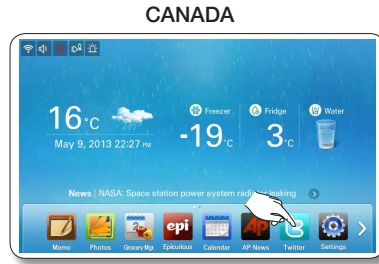 CANADA
16°C
May 9, 2013 22:27 PM
Freezer
-19°C
Fridge
3°C
Water
News | NASA: Space station power system radiator leaking
epi
AP
Memo Photos Grocery Mgr. Epicurious Calendar AP News Twitter Settings